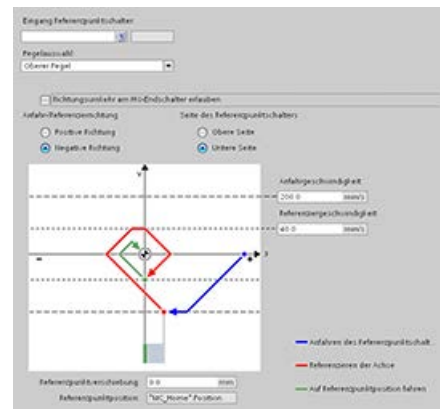 Eingang Referenzpunktschalter:
Pegelauswahl:
Oberer Pegel
Richtungsumkehr am HW-Endschalter erlauben
Anfahr-/Referenzierrichtung
Seite des Referenzpunktschalters
Positive Richtung
Obere Seite
Negative Richtung
Untere Seite
v
Anfahrgeschwindigkeit
200.0 mm/s
Referenziergeschwindigkeit
40.0 mm/s
-
+
Anfahren des Referenzpunktschalt...
Referenzieren der Achse
Auf Referenzpunktposition fahren
Referenzpunktverschiebung: 0.0 mm
Referenzpunktposition: "MC_Home".Position